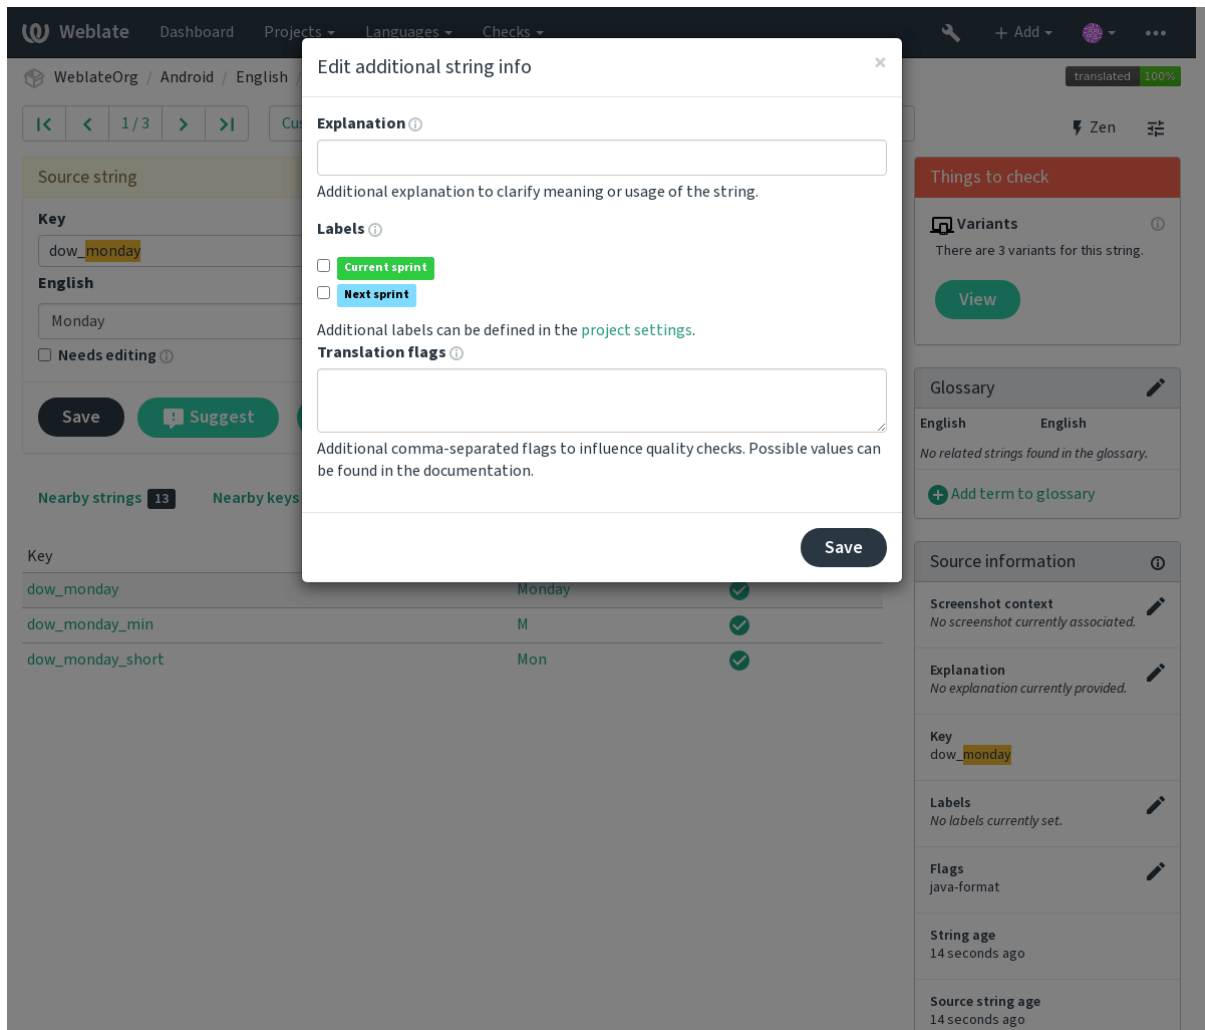 Weblate Dashboard Projects Languages Checks Add
WeblateOrg / Android / English /
translated 100%
1 / 3
Zen
Edit additional string info
×
Explanation
Additional explanation to clarify meaning or usage of the string.
Labels
Current sprint
Next sprint
Additional labels can be defined in the project settings.
Translation flags
Additional comma-separated flags to influence quality checks. Possible values can
be found in the documentation.
Save
Source string
Key
dow_monday
English
Monday
Needs editing
Save Suggest
Nearby strings 13 Nearby keys
Key
dow_monday Monday
dow_monday_min M
dow_monday_short Mon
Things to check
Variants
There are 3 variants for this string.
View
Glossary
English English
No related strings found in the glossary.
Add term to glossary
Source information
Screenshot context
No screenshot currently associated.
Explanation
No explanation currently provided.
Key
dow_monday
Labels
No labels currently set.
Flags
java-format
String age
14 seconds ago
Source string age
14 seconds ago